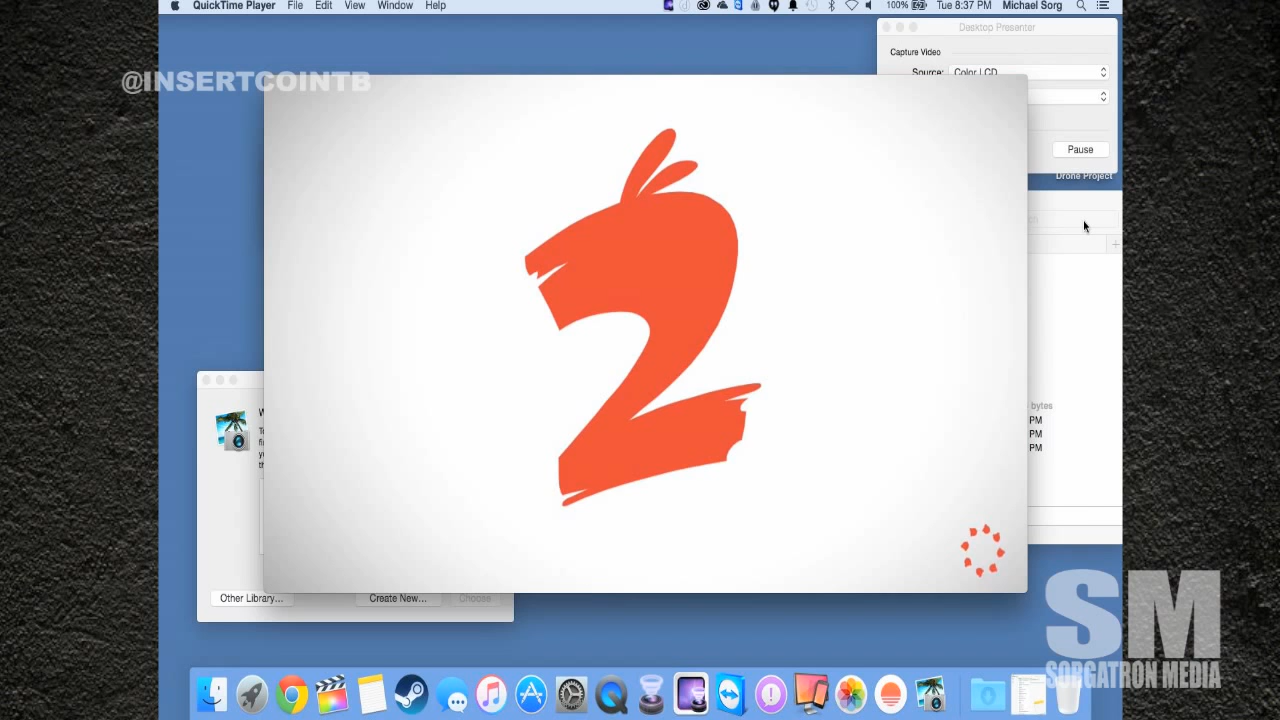 QuickTime Player File Edit View Window Help 100% Tue 8:37 PM Michael Sorg
Desktop Presenter
Capture Video
Source: Color LCD
@INSERTCOINTB
Pause
Drone Project
2
bytes
PM
PM
PM
Other Library... Create New... Choose
SM
SORGATRON MEDIA